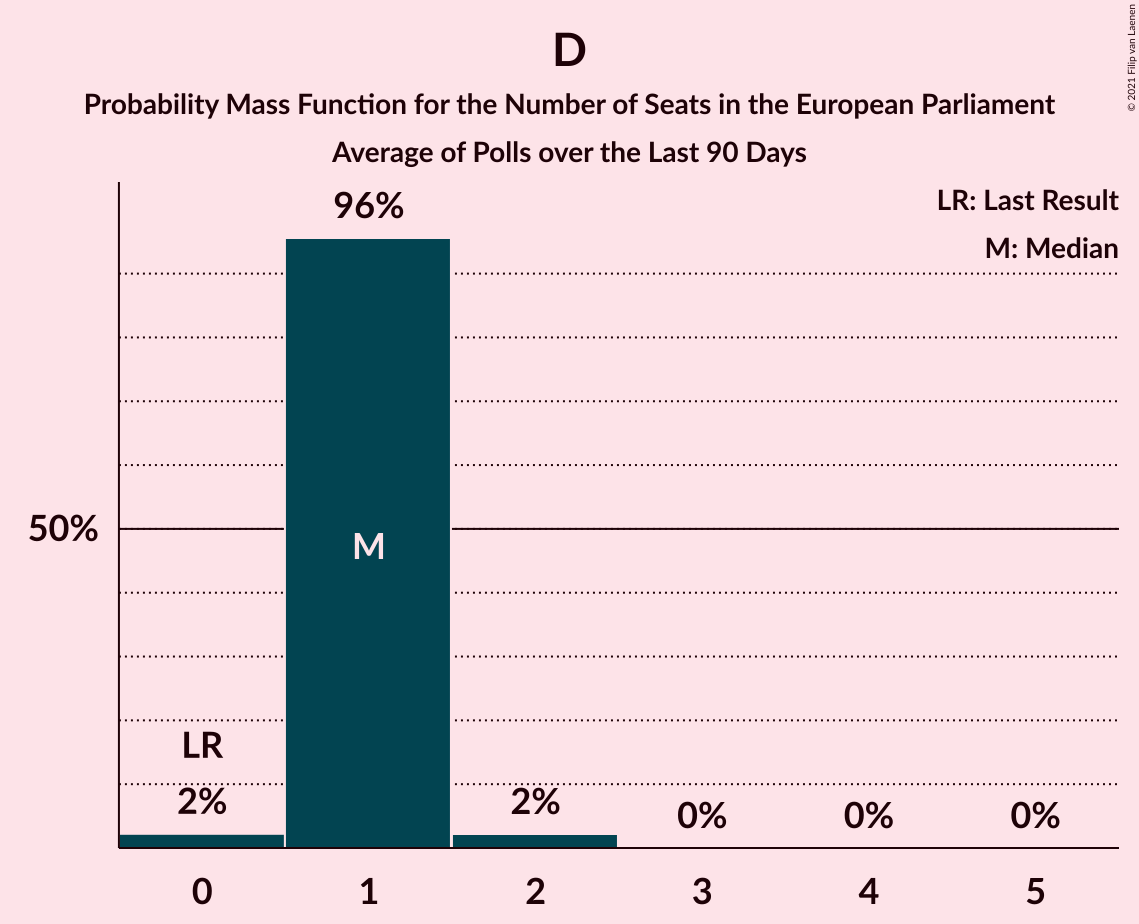 D
Probability Mass Function for the Number of Seats in the European Parliament
Average of Polls over the Last 90 Days
© 2021 Filip van Laenen
LR: Last Result
M: Median
96%
50%
M
LR
2%
2%
0%
0%
0%
0
1
2
3
4
5